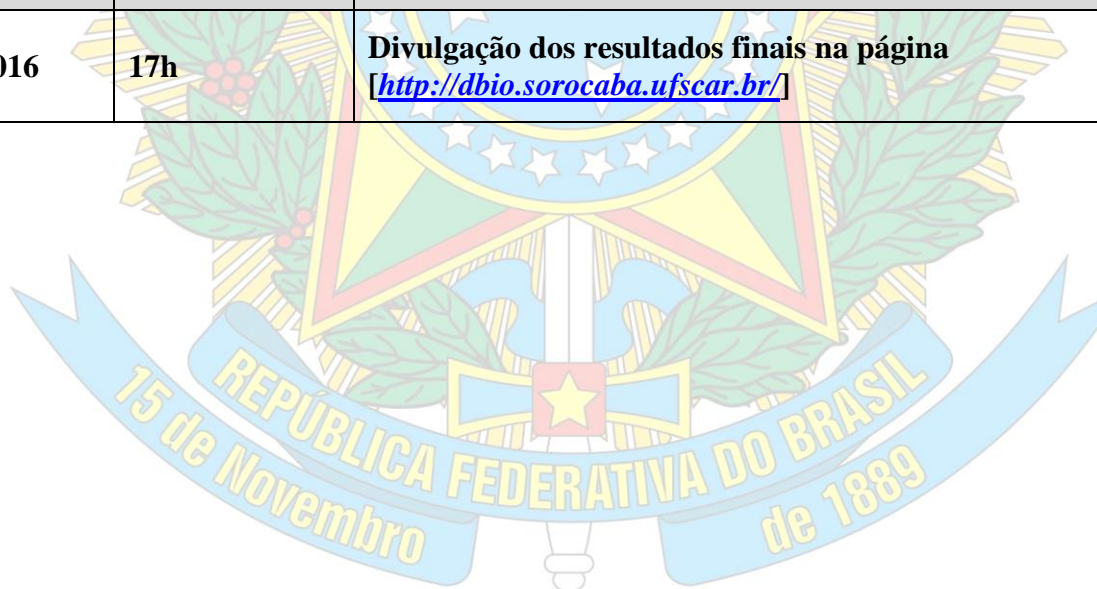 016
17h
Divulgação dos resultados finais na página
[http://dbio.sorocaba.ufscar.br/]
REPÚBLICA FEDERATIVA DO BRASIL
15 de Novembro
de 1889